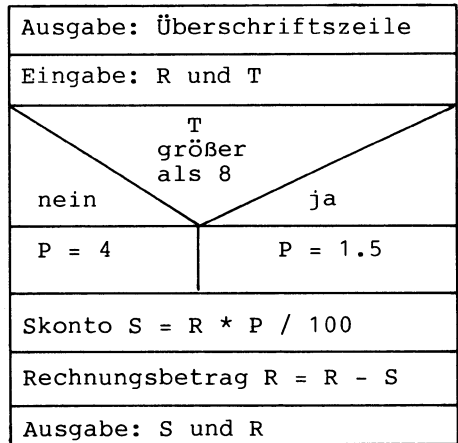 Ausgabe: Überschriftszeile
Eingabe: R und T
T
größer
als 8
nein ja
P = 4 P = 1.5
Skonto S = R * P / 100
Rechnungsbetrag R = R - S
Ausgabe: S und R